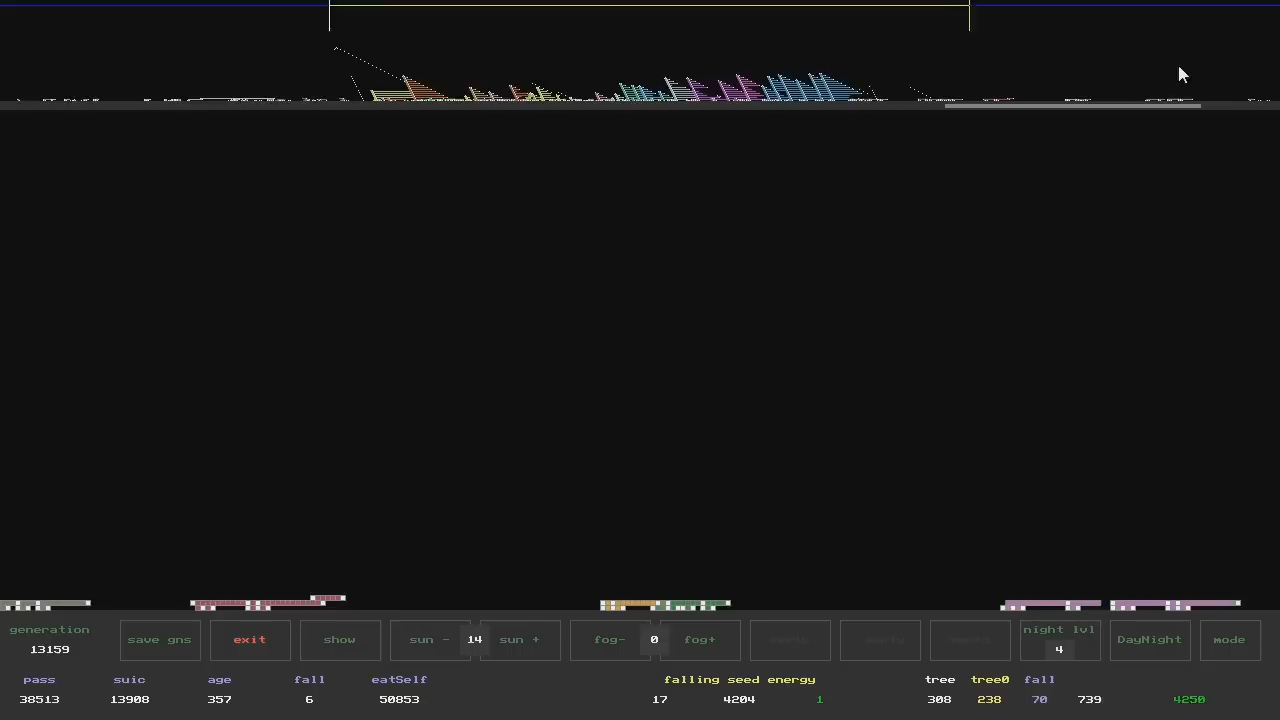 generation
13159
save gns
exit
show
sun - 14 sun +
fog- 0 fog+
night lvl
4
DayNight
mode
pass suic age fall eatSelf falling seed energy tree tree0 fall
38513 13908 357 6 50853 17 4204 1 308 238 70 739 4250